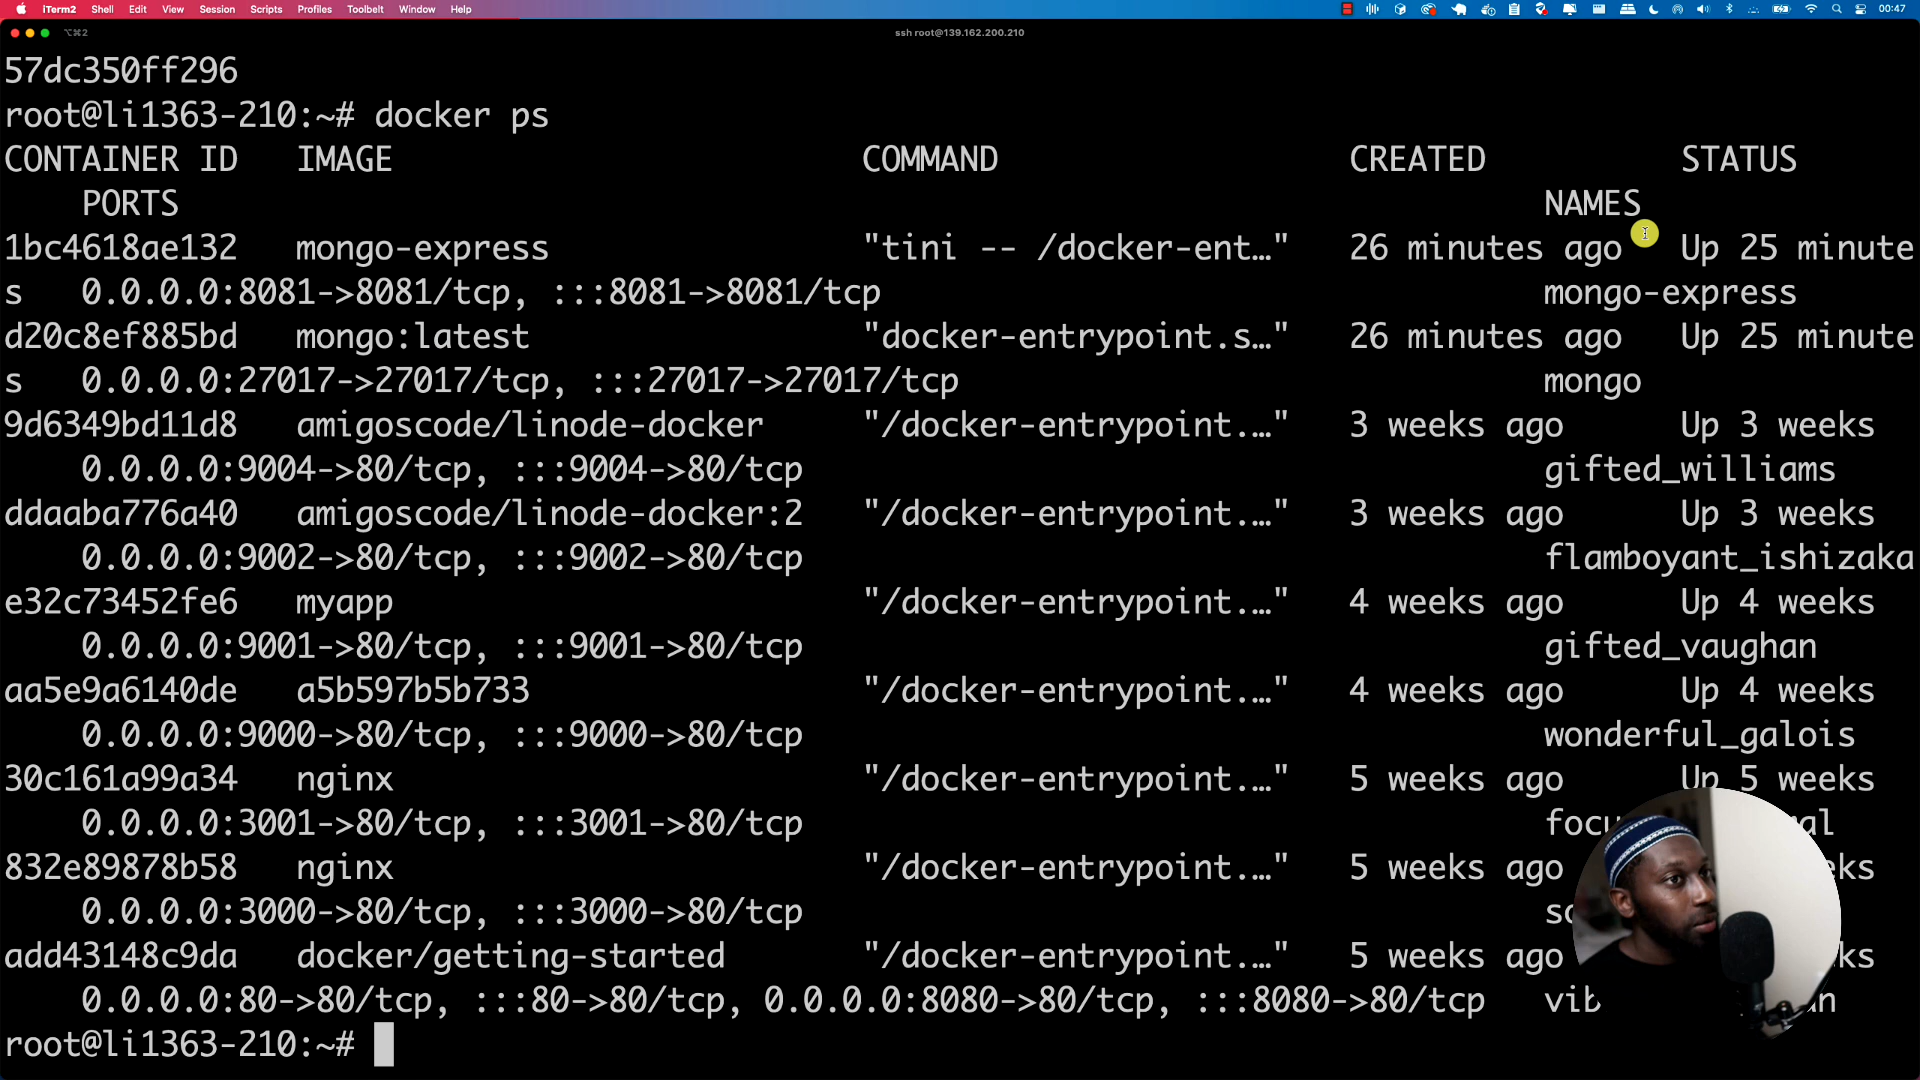 iTerm2 Shell Edit View Session Scripts Profiles Toolbelt Window Help 00:47
⌥⌘2 ssh root@139.162.200.210
57dc350ff296
root@li1363-210:~# docker ps
CONTAINER ID IMAGE COMMAND CREATED STATUS
PORTS NAMES
1bc4618ae132 mongo-express "tini -- /docker-ent…" 26 minutes ago Up 25 minute
s 0.0.0.0:8081->8081/tcp, :::8081->8081/tcp mongo-express
d20c8ef885bd mongo:latest "docker-entrypoint.s…" 26 minutes ago Up 25 minute
s 0.0.0.0:27017->27017/tcp, :::27017->27017/tcp mongo
9d6349bd11d8 amigoscode/linode-docker "/docker-entrypoint.…" 3 weeks ago Up 3 weeks
0.0.0.0:9004->80/tcp, :::9004->80/tcp gifted_williams
ddaaba776a40 amigoscode/linode-docker:2 "/docker-entrypoint.…" 3 weeks ago Up 3 weeks
0.0.0.0:9002->80/tcp, :::9002->80/tcp flamboyant_ishizaka
e32c73452fe6 myapp "/docker-entrypoint.…" 4 weeks ago Up 4 weeks
0.0.0.0:9001->80/tcp, :::9001->80/tcp gifted_vaughan
aa5e9a6140de a5b597b5b733 "/docker-entrypoint.…" 4 weeks ago Up 4 weeks
0.0.0.0:9000->80/tcp, :::9000->80/tcp wonderful_galois
30c161a99a34 nginx "/docker-entrypoint.…" 5 weeks ago Up 5 weeks
0.0.0.0:3001->80/tcp, :::3001->80/tcp
832e89878b58 nginx "/docker-entrypoint.…" 5 weeks ago
0.0.0.0:3000->80/tcp, :::3000->80/tcp
add43148c9da docker/getting-started "/docker-entrypoint.…" 5 weeks ago
0.0.0.0:80->80/tcp, :::80->80/tcp, 0.0.0.0:8080->80/tcp, :::8080->80/tcp
root@li1363-210:~#